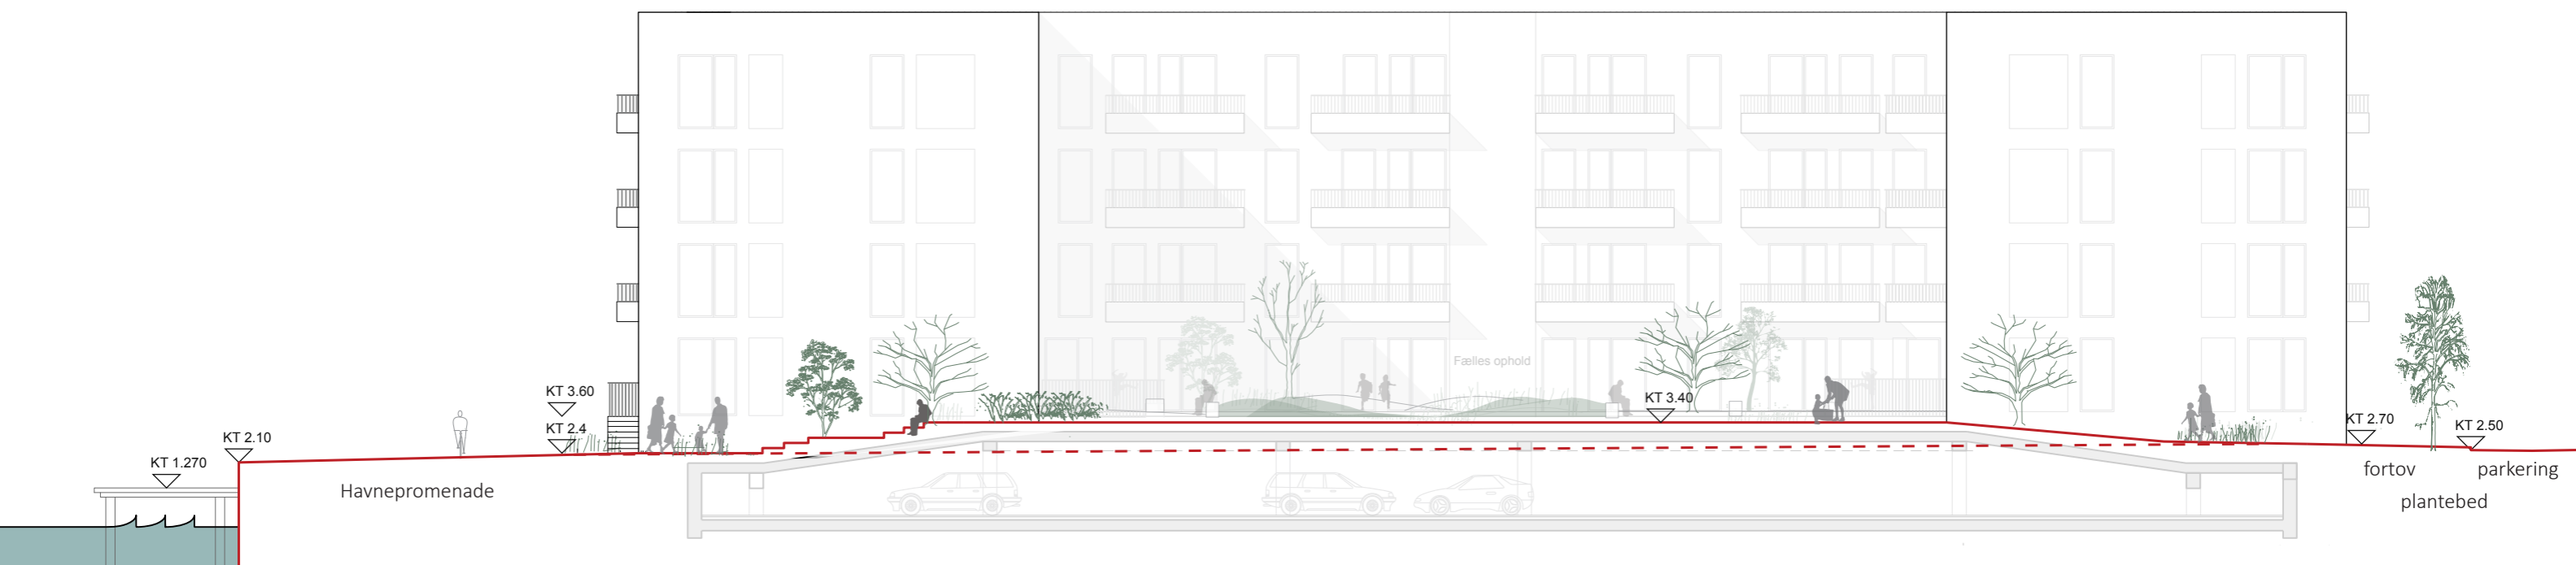 Fælles ophold
KT 3.60
KT 3.40
KT 2.4
KT 2.10
KT 2.70
KT 2.50
KT 1.270
Havnepromenade
fortov
parkering
plantebed